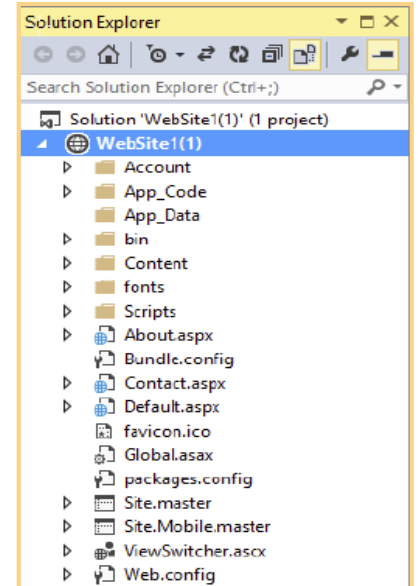 Solution Explorer
Search Solution Explorer (Ctrl+;)
Solution 'WebSite1(1)' (1 project)
WebSite1(1)
Account
App_Code
App_Data
bin
Content
fonts
Scripts
About.aspx
Bundle.config
Contact.aspx
Default.aspx
favicon.ico
Global.asax
packages.config
Site.master
Site.Mobile.master
ViewSwitcher.ascx
Web.config